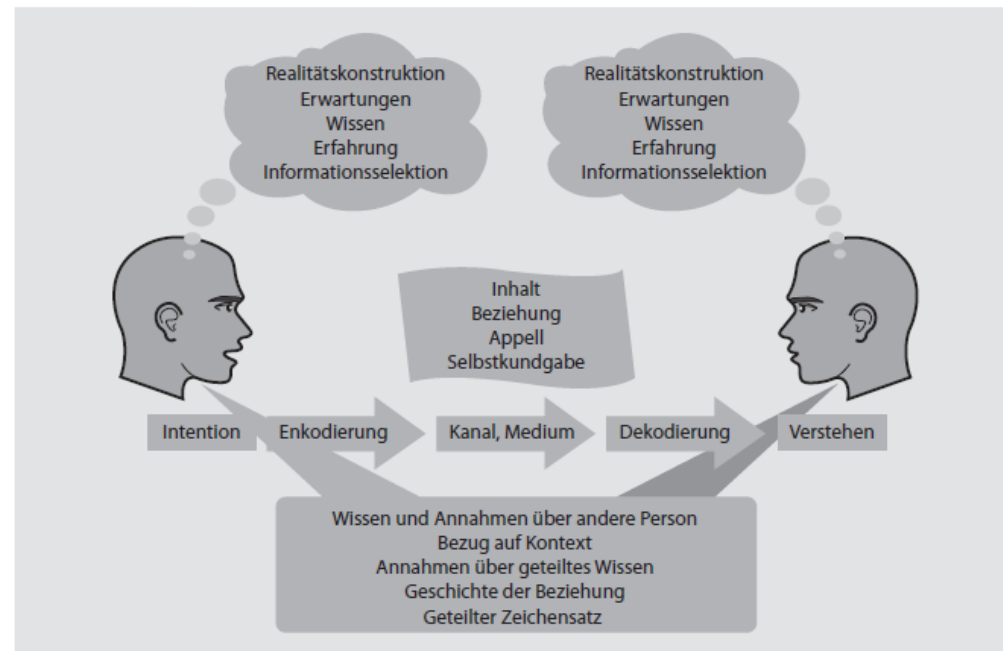 Realitätskonstruktion
Erwartungen
Wissen
Erfahrung
Informationsselektion
Realitätskonstruktion
Erwartungen
Wissen
Erfahrung
Informationsselektion
Inhalt
Beziehung
Appell
Selbstkundgabe
Intention
Enkodierung
Kanal, Medium
Dekodierung
Verstehen
Wissen und Annahmen über andere Person
Bezug auf Kontext
Annahmen über geteiltes Wissen
Geschichte der Beziehung
Geteilter Zeichensatz